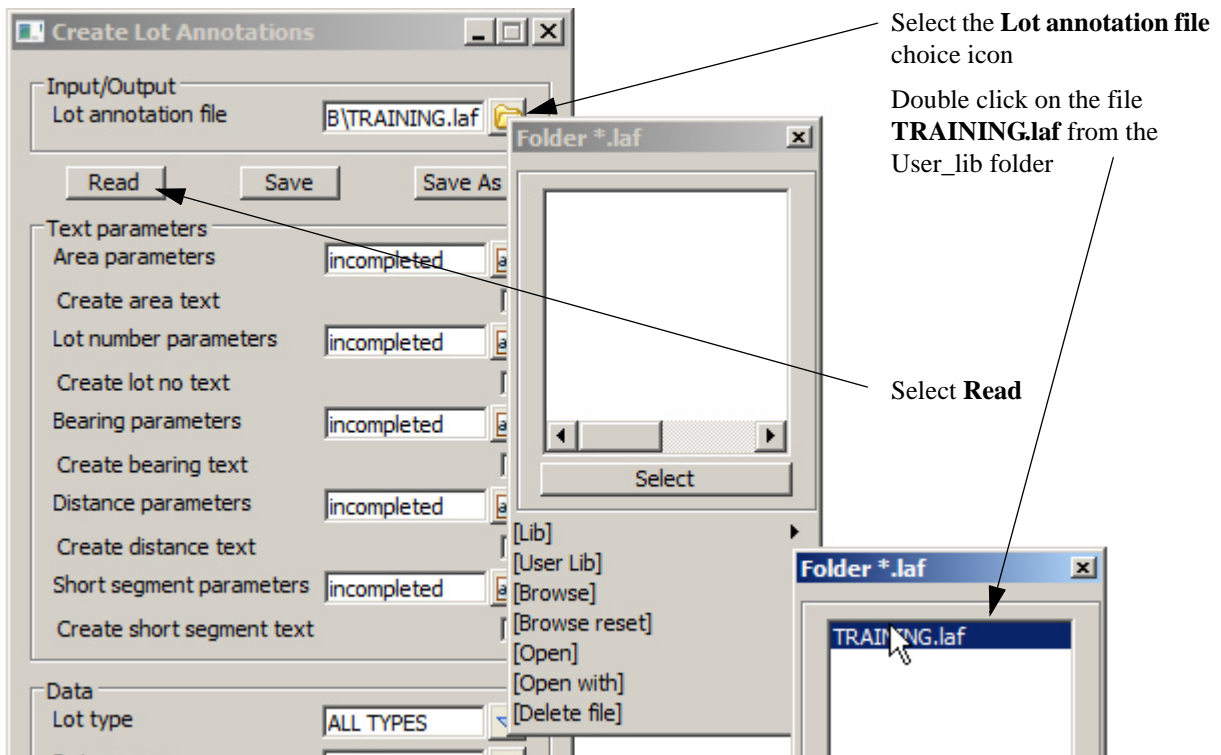 Create Lot Annotations
Input/Output
Lot annotation file B\TRAINING.laf
Read Save Save As
Text parameters
Area parameters incompleted
Create area text
Lot number parameters incompleted
Create lot no text
Bearing parameters incompleted
Create bearing text
Distance parameters incompleted
Create distance text
Short segment parameters incompleted
Create short segment text
Data
Lot type ALL TYPES
Folder *.laf
Select
[Lib]
[User Lib]
[Browse]
[Browse reset]
[Open]
[Open with]
[Delete file]
Folder *.laf
TRAINING.laf
Select the Lot annotation file
choice icon
Double click on the file
TRAINING.laf from the
User_lib folder
Select Read